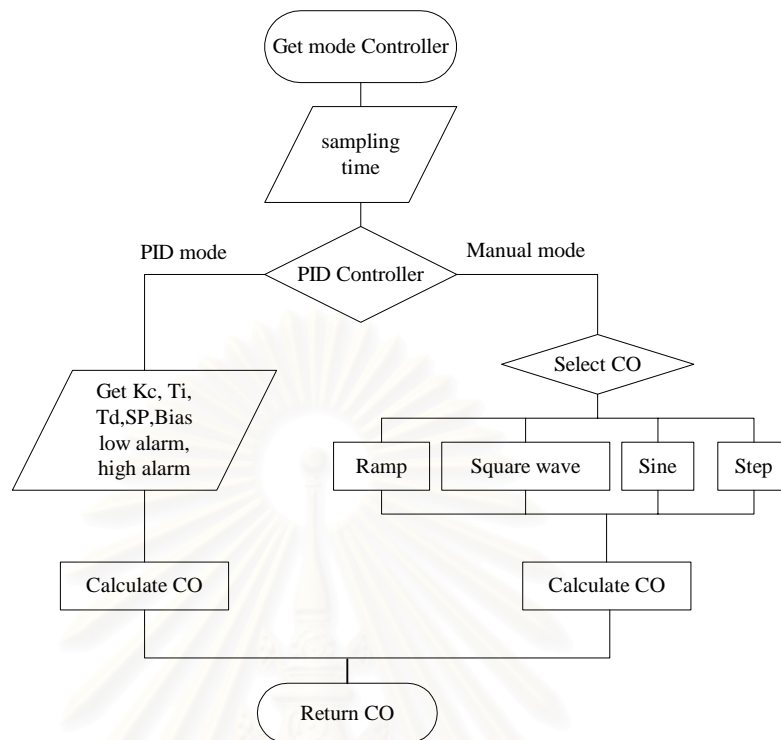 Get mode Controller
sampling
time
PID mode
Manual mode
PID Controller
Select CO
Get Kc, Ti,
Td,SP,Bias
low alarm,
high alarm
Ramp
Square wave
Sine
Step
Calculate CO
Calculate CO
Return CO